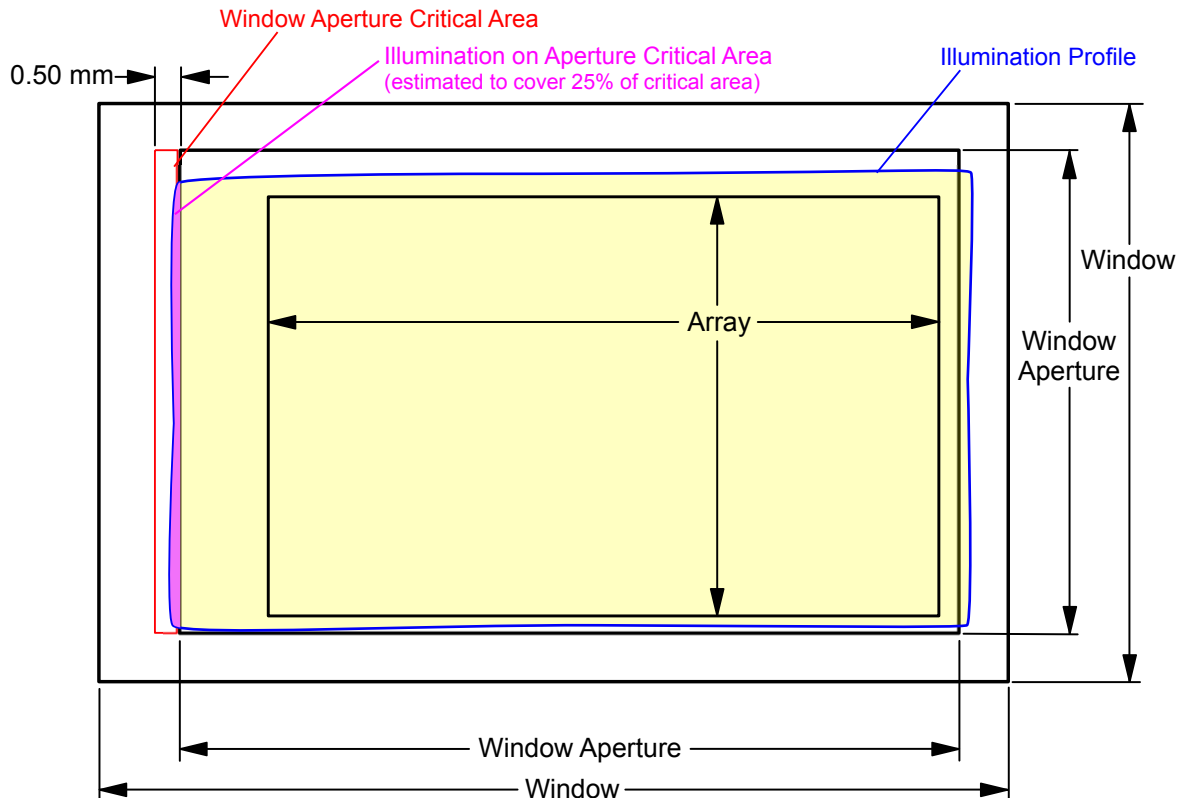 Window Aperture Critical Area
Illumination on Aperture Critical Area
(estimated to cover 25% of critical area)
Illumination Profile
0.50 mm
Window
Window
Aperture
Array
Window Aperture
Window